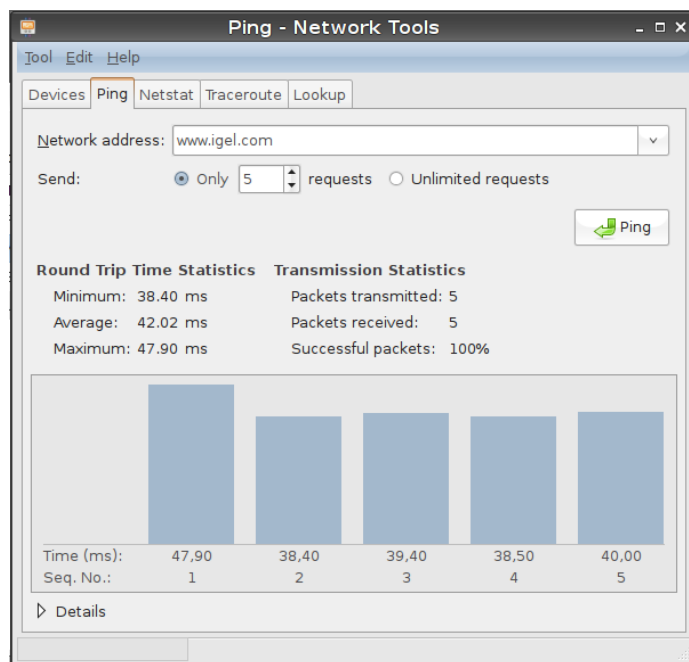 Ping - Network Tools
Tool Edit Help
Devices Ping Netstat Traceroute Lookup
Network address: www.igel.com
Send: Only 5 requests Unlimited requests
Ping
Round Trip Time Statistics Transmission Statistics
Minimum: 38.40 ms Packets transmitted: 5
Average: 42.02 ms Packets received: 5
Maximum: 47.90 ms Successful packets: 100%
Time (ms): 47,90 38,40 39,40 38,50 40,00
Seq. No.: 1 2 3 4 5
Details